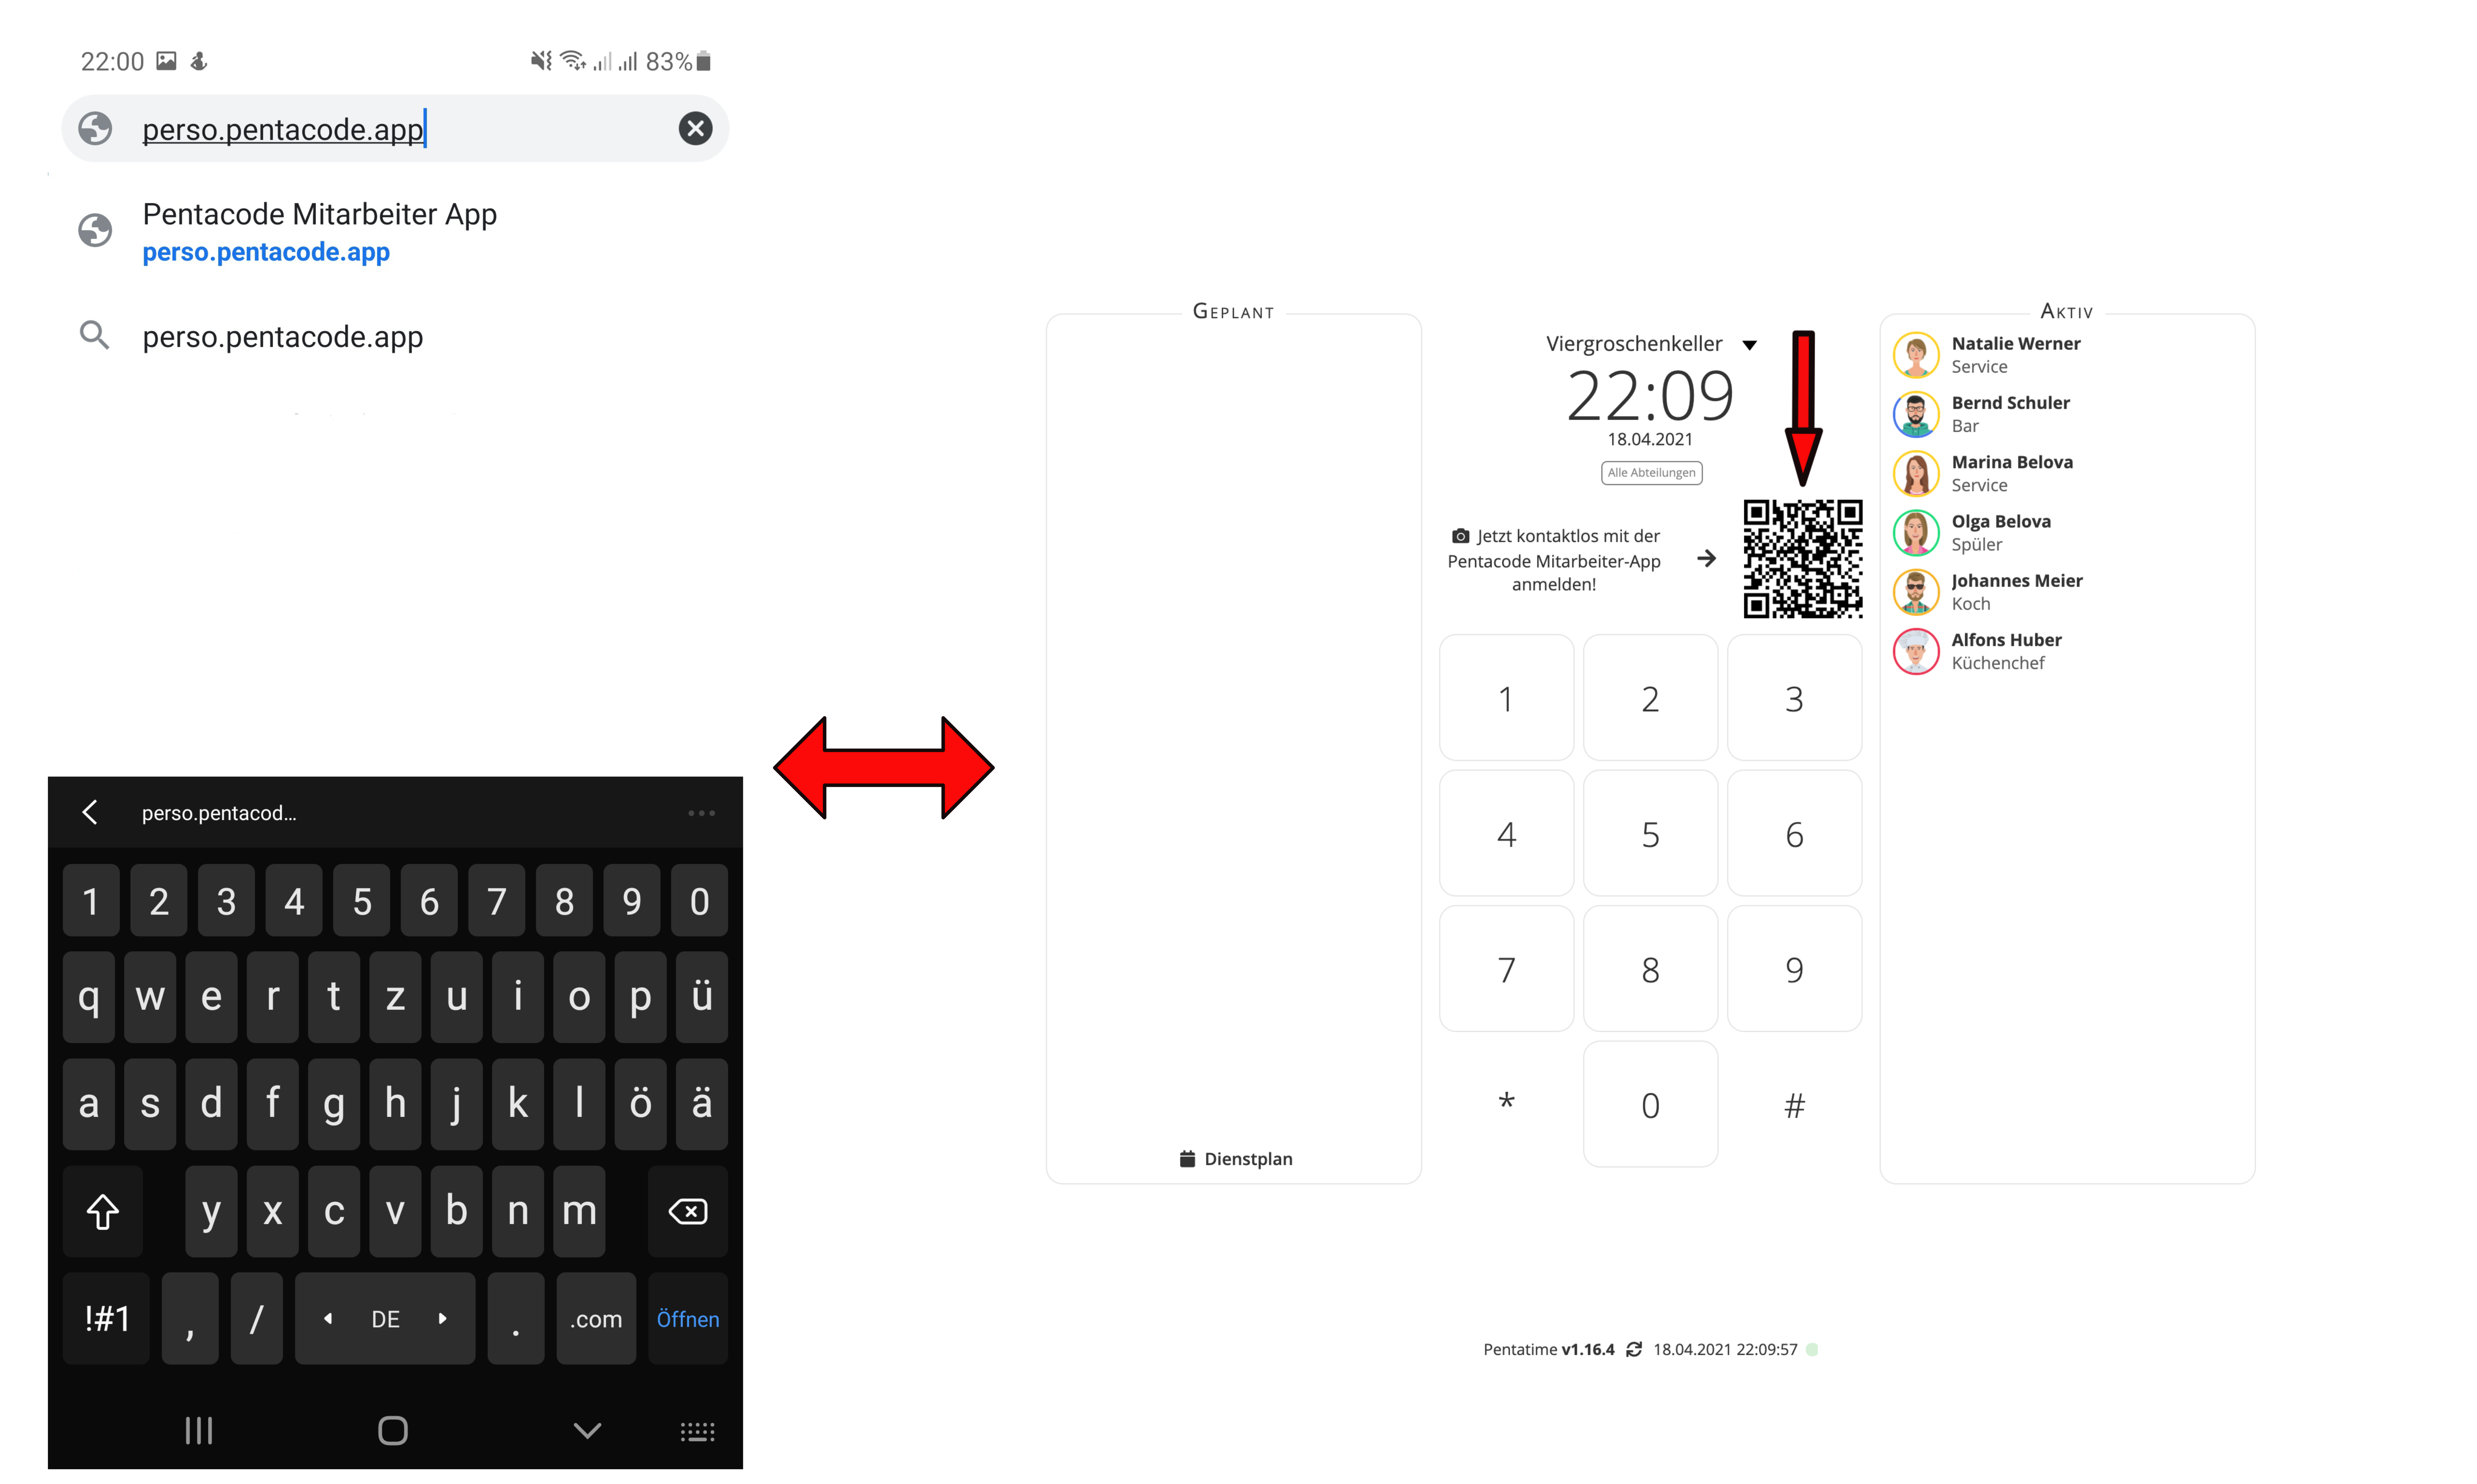 22:00 83%
perso.pentacode.app
Pentacode Mitarbeiter App
perso.pentacode.app
perso.pentacode.app
perso.pentacod...
1 2 3 4 5 6 7 8 9 0
q w e r t z u i o p ü
a s d f g h j k l ö ä
y x c v b n m
!#1 , / DE . .com Öffnen
Geplant
Dienstplan
Viergroschenkeller
22:09
18.04.2021
Alle Abteilungen
Jetzt kontaktlos mit der
Pentacode Mitarbeiter-App
anmelden!
1 2 3
4 5 6
7 8 9
* 0 #
Aktiv
Natalie Werner
Service
Bernd Schuler
Bar
Marina Belova
Service
Olga Belova
Spüler
Johannes Meier
Koch
Alfons Huber
Küchenchef
Pentatime v1.16.4 18.04.2021 22:09:57